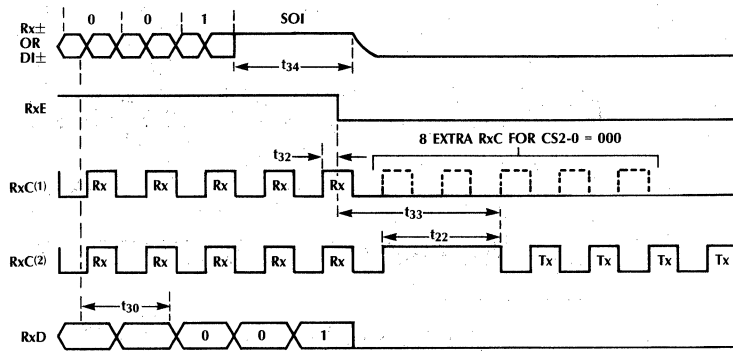 Rx±
OR
DI±
0 0 1 SOI
t34
RxE
8 EXTRA RxC FOR CS2-0 = 000
t32
RxC(1) Rx Rx Rx Rx Rx
t33
t22
RxC(2) Rx Rx Rx Rx Rx Tx Tx Tx Tx
t30
RxD 0 0 1